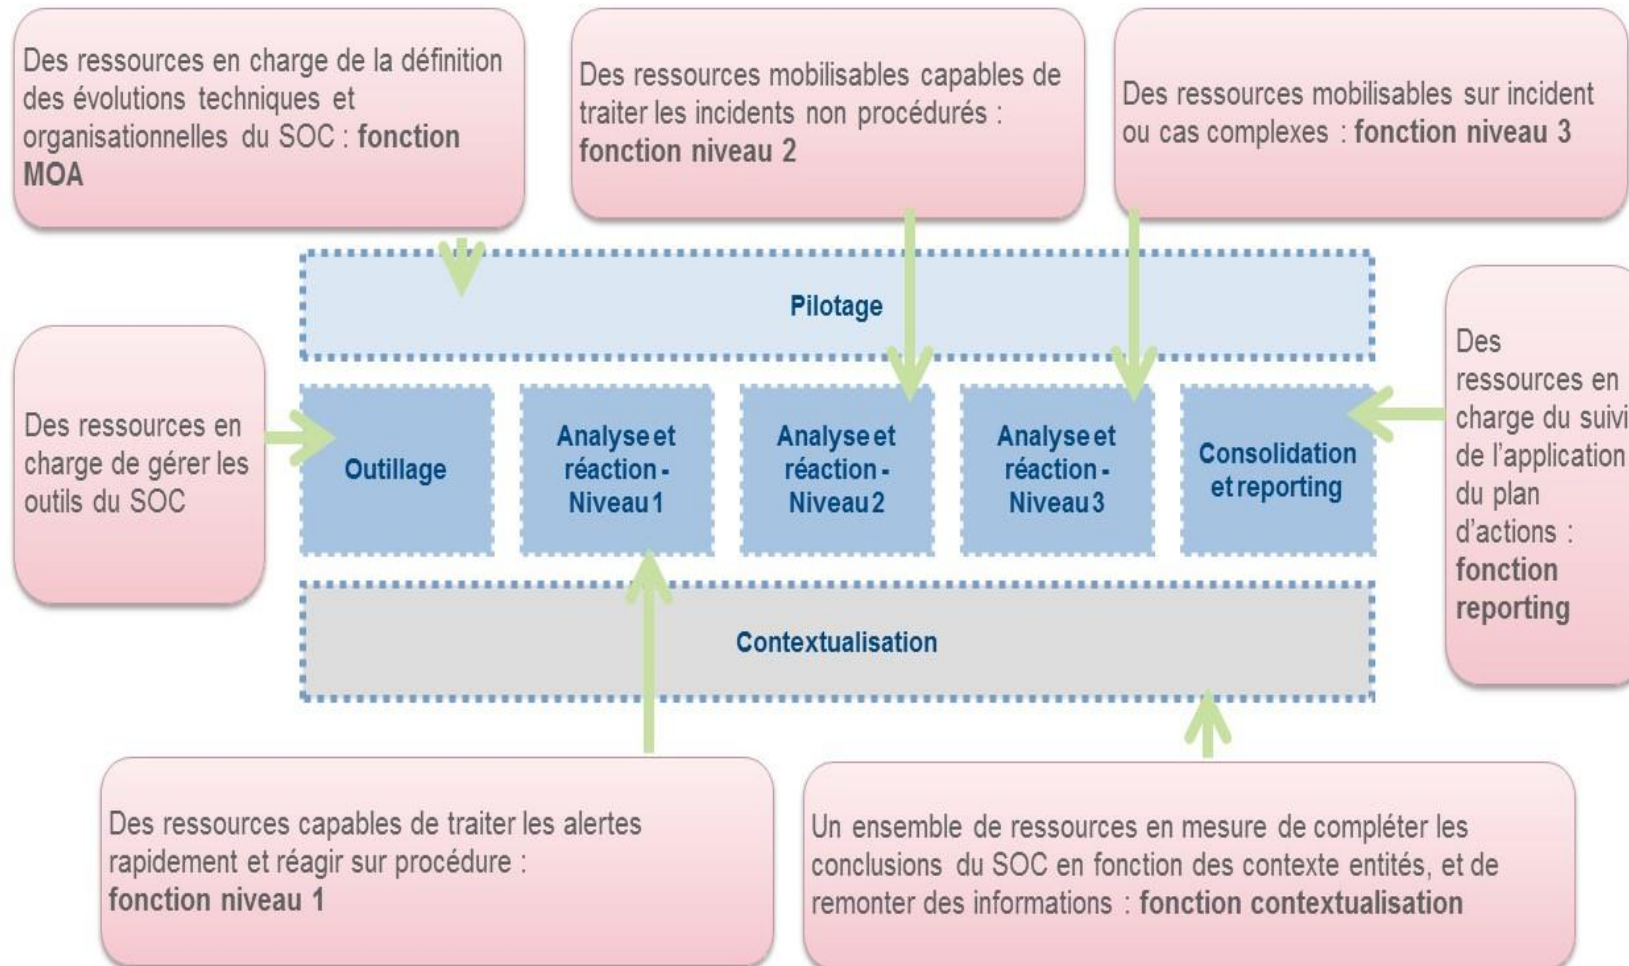 Des ressources en charge de la définition
des évolutions techniques et
organisationnelles du SOC : fonction
MOA
Des ressources mobilisables capables de
traiter les incidents non procédurés :
fonction niveau 2
Des ressources mobilisables sur incident
ou cas complexes : fonction niveau 3
Pilotage
Des ressources en
charge de gérer les
outils du SOC
Outillage
Analyse et
réaction -
Niveau 1
Analyse et
réaction -
Niveau 2
Analyse et
réaction -
Niveau 3
Consolidation
et reporting
Des
ressources en
charge du suivi
de l'application
du plan
d'actions :
fonction
reporting
Contextualisation
Des ressources capables de traiter les alertes
rapidement et réagir sur procédure :
fonction niveau 1
Un ensemble de ressources en mesure de compléter les
conclusions du SOC en fonction des contexte entités, et de
remonter des informations : fonction contextualisation